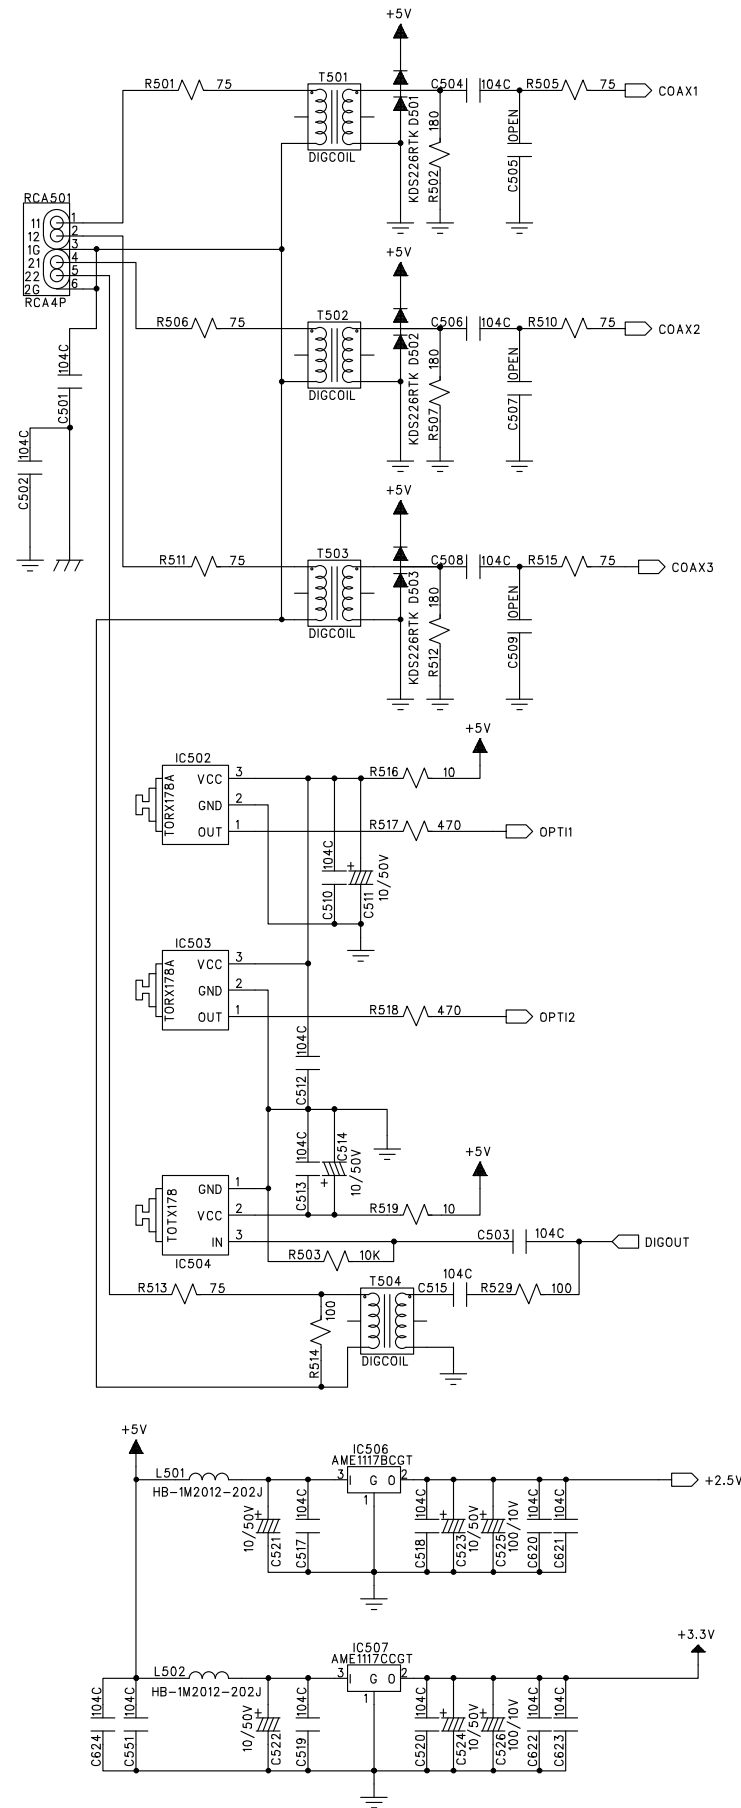 +5V
R501 75
T501
DIGCOIL
KDS226RTK D501
C504 104C
R505 75
COAX1
R502 180
C505 OPEN
RCA501
11 1
12 2
1G 3
21 4
22 5
2G 6
RCA4P
+5V
R506 75
T502
DIGCOIL
KDS226RTK D502
C506 104C
R510 75
COAX2
R507 180
C507 OPEN
C501 104C
C502 104C
+5V
R511 75
T503
DIGCOIL
KDS226RTK D503
C508 104C
R515 75
COAX3
R512 180
C509 OPEN
+5V
IC502
TORX178A
VCC 3
GND 2
OUT 1
R516 10
R517 470
OPTI1
C510 104C
C511 10/50V
+
IC503
TORX178A
VCC 3
GND 2
OUT 1
R518 470
OPTI2
C512 104C
C513 104C
C514 10/50V
+
+5V
TOTX178
GND 1
VCC 2
IN 3
IC504
R519 10
R503 10K
C503 104C
DIGOUT
R513 75
R514 100
T504
DIGCOIL
C515 104C
R529 100
+5V
L501
HB-1M2012-202J
IC506
AME1117BCGT
3 I G O 2
1
+2.5V
10/50V + C521
104C C517
104C C518
+ C523 10/50V
+ C525 100/10V
104C C620
104C C621
+3.3V
L502
HB-1M2012-202J
IC507
AME1117CCGT
3 I G O 2
1
104C C624
104C C551
10/50V + C522
104C C519
104C C520
+ C524 10/50V
+ C526 100/10V
104C C622
104C C623